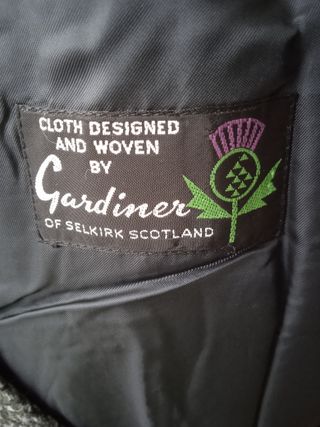 CLOTH DESIGNED
AND WOVEN
BY
Gardiner
OF SELKIRK SCOTLAND